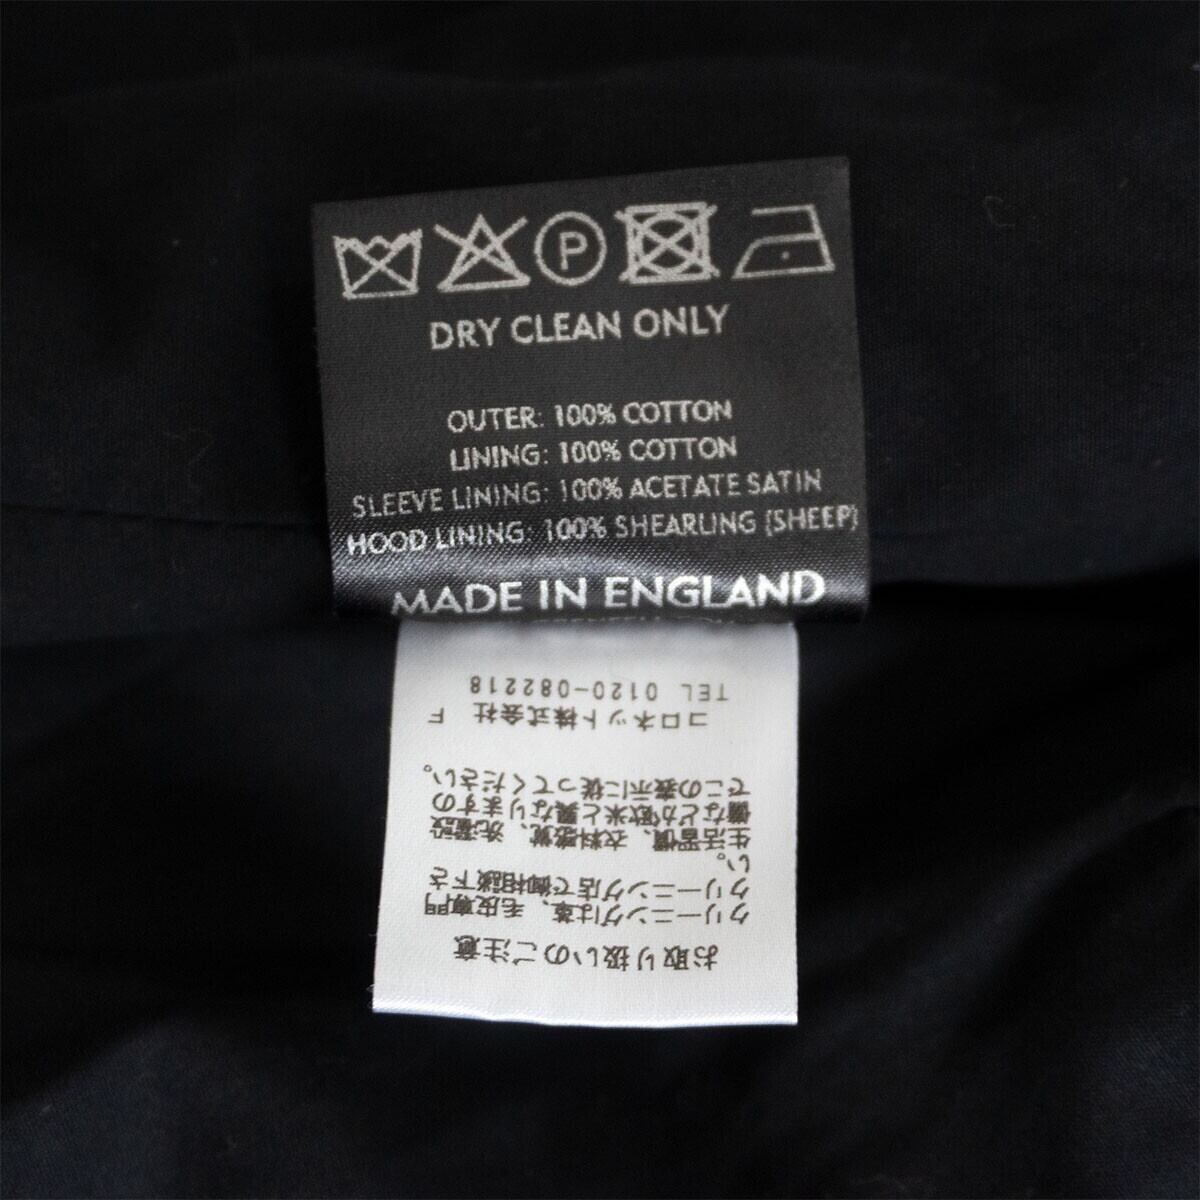 P
DRY CLEAN ONLY
OUTER: 100% COTTON
LINING: 100% COTTON
SLEEVE LINING: 100% ACETATE SATIN
HOOD LINING: 100% SHEARLING (SHEEP)
MADE IN ENGLAND
お取り扱いのご注意
クリーニングは革、毛皮専門
クリーニング店で御相談下さ
い。
生活習慣、衣料感覚、洗濯設
備などが欧米と異なりますの
でこの表示に従ってください。
コロネット株式会社 F
TEL 0120-082218